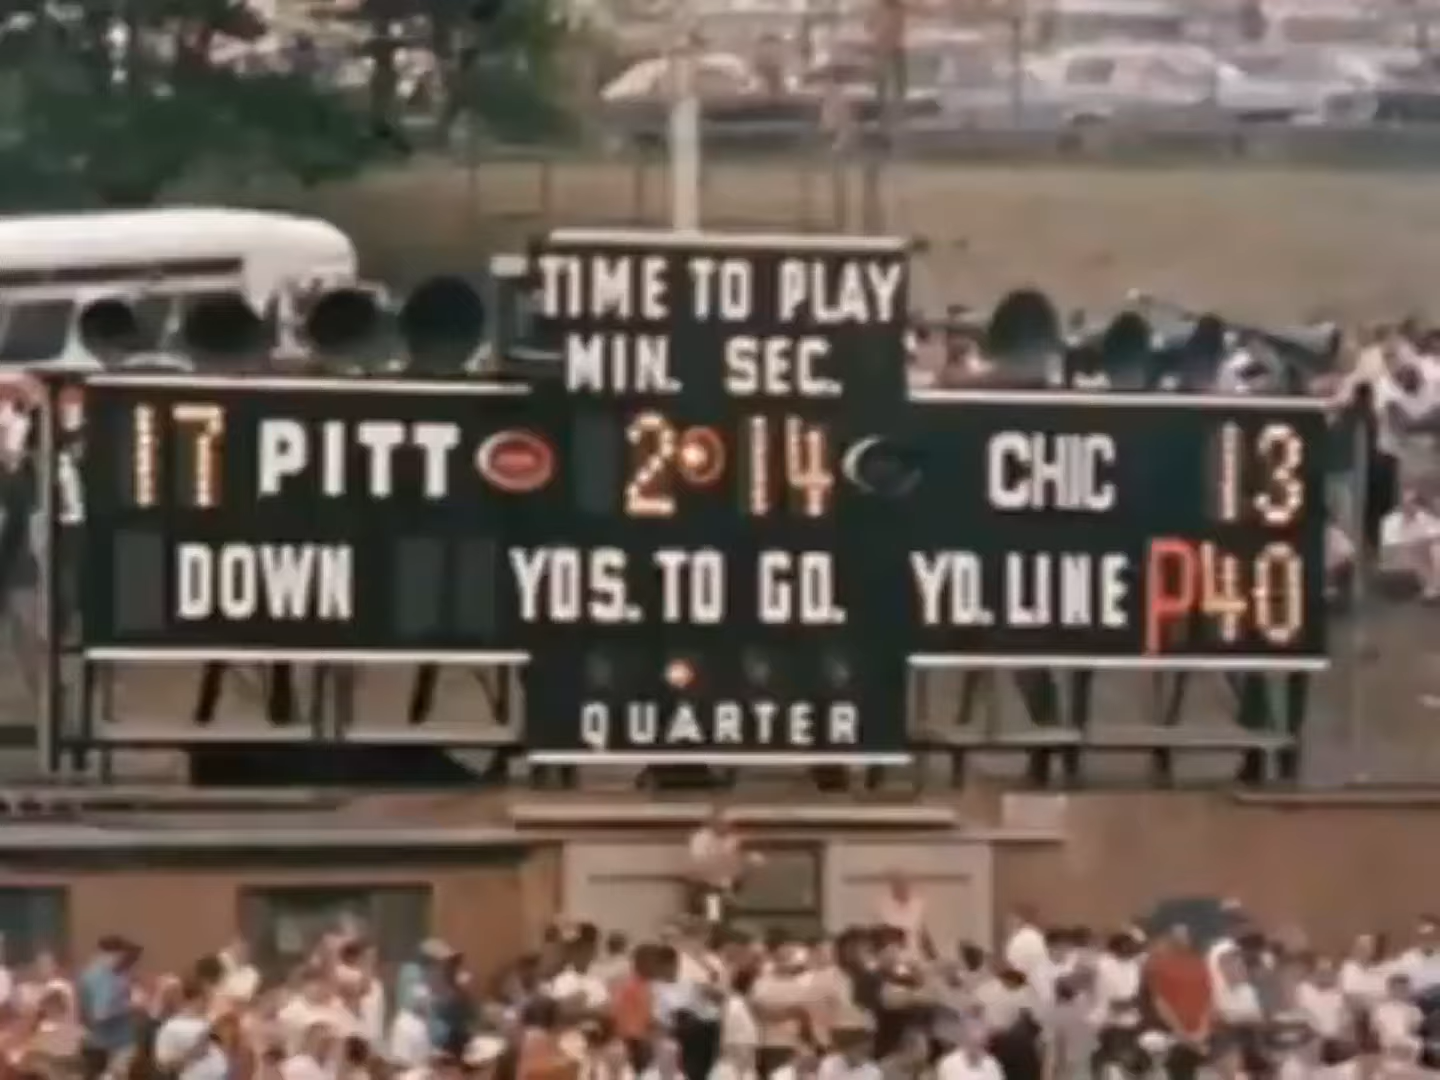 TIME TO PLAY
MIN. SEC.
17 PITT 2 14 CHIC 13
DOWN YDS. TO GO. YD. LINE P40
QUARTER